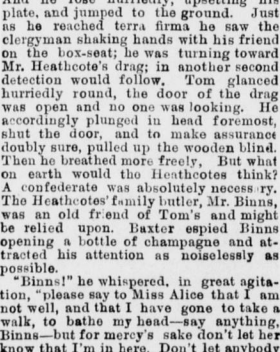 And he rose hurriedly, upsetting his
plate, and jumped to the ground. Just
as he reached terra firma he saw the
clergyman shaking hands with his friend
on the box-seat; he was turning toward
Mr. Heathcote's drag; in another second
detection would follow. Tom glanced
hurriedly round, the door of the drag
was open and no one was looking. He
accordingly plunged in head foremost,
shut the door, and to make assurance
doubly sure, pulled up the wooden blind.
Then he breathed more freely, But what
on earth would the Heathcotes think?
A confederate was absolutely necessary.
The Heathcotes' family butler, Mr. Binns,
was an old friend of Tom's and might
be relied upon. Baxter espied Binns
opening a bottle of champagne and at-
tracted his attention as noiselessly as
possible.
"Binns!" he whispered, in great agita-
tion, "please say to Miss Alice that I am
not well, and that I have gone to take a
walk, to bathe my head—say anything,
Binns—but for mercy's sake don't let her
know that I'm in here. Don't let anybody